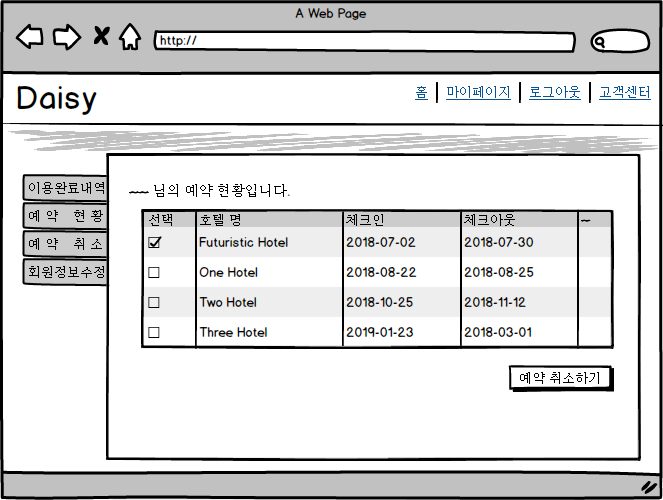 A Web Page
http://
Daisy
홈 마이페이지 로그아웃 고객센터
이용완료내역
예 약 현 황
예 약 취 소
회원정보수정
~~ 님의 예약 현황입니다.
선택 호텔 명 체크인 체크아웃 ~
Futuristic Hotel 2018-07-02 2018-07-30
One Hotel 2018-08-22 2018-08-25
Two Hotel 2018-10-25 2018-11-12
Three Hotel 2019-01-23 2018-03-01
예약 취소하기